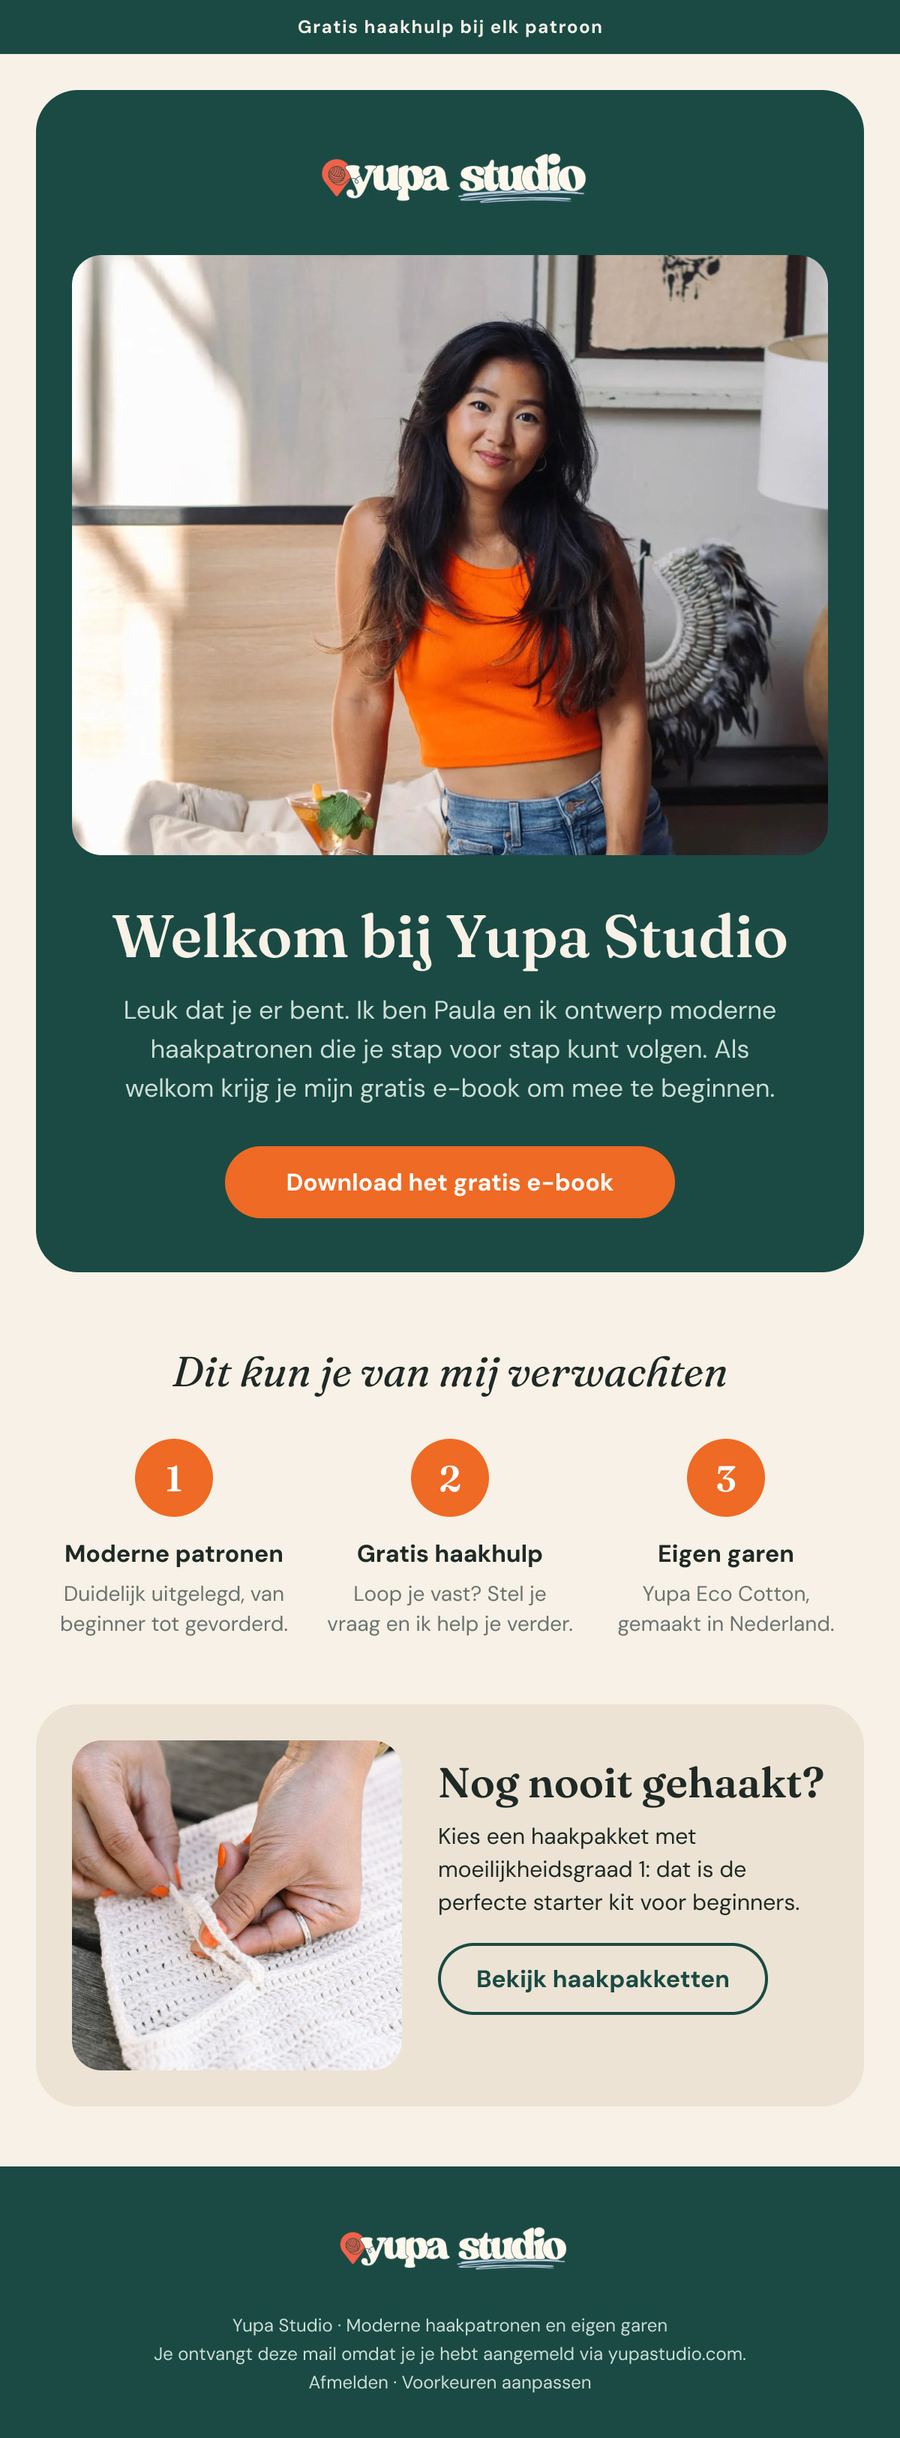 Gratis haakhulp bij elk patroon
yupa studio
Welkom bij Yupa Studio
Leuk dat je er bent. Ik ben Paula en ik ontwerp moderne
haakpatronen die je stap voor stap kunt volgen. Als
welkom krijg je mijn gratis e-book om mee te beginnen.
Download het gratis e-book
Dit kun je van mij verwachten
1
2
3
Moderne patronen
Gratis haakhulp
Eigen garen
Duidelijk uitgelegd, van
beginner tot gevorderd.
Loop je vast? Stel je
vraag en ik help je verder.
Yupa Eco Cotton,
gemaakt in Nederland.
Nog nooit gehaakt?
Kies een haakpakket met
moeilijkheidsgraad 1: dat is de
perfecte starter kit voor beginners.
Bekijk haakpakketten
yupa studio
Yupa Studio · Moderne haakpatronen en eigen garen
Je ontvangt deze mail omdat je je hebt aangemeld via yupastudio.com.
Afmelden · Voorkeuren aanpassen